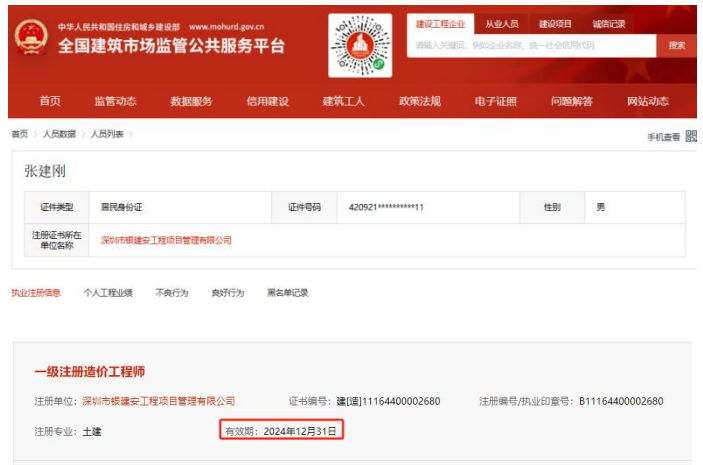 中华人民共和国住房和城乡建设部 www.mohurd.gov.cn
全国建筑市场监管公共服务平台
建设工程企业 从业人员 建设项目 诚信记录
请输入关键词，例如企业名称，统一社会信用代码 搜索
首页 监管动态 数据服务 信用建设 建筑工人 政策法规 电子证照 问题解答 网站动态
首页 > 人员数据 > 人员列表 >
手机查看
张建刚
证件类型 居民身份证 证件号码 420921**********11 性别 男
注册证书所在
单位名称
深圳市银建安工程项目管理有限公司
执业注册信息 个人工程业绩 不良行为 良好行为 黑名单记录
一级注册造价工程师
注册单位：深圳市银建安工程项目管理有限公司 证书编号：建[造]11164400002680 注册编号/执业印章号：B11164400002680
注册专业：土建 有效期：2024年12月31日